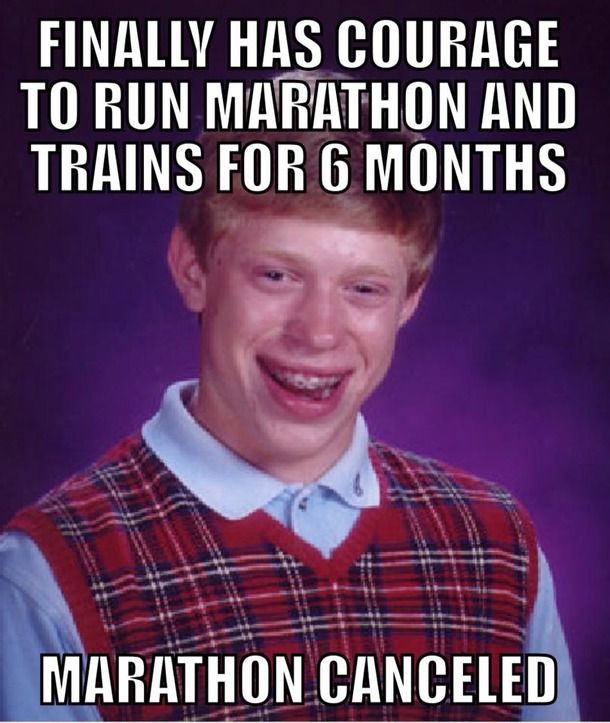 FINALLY HAS COURAGE
TO RUN MARATHON AND
TRAINS FOR 6 MONTHS
MARATHON CANCELED